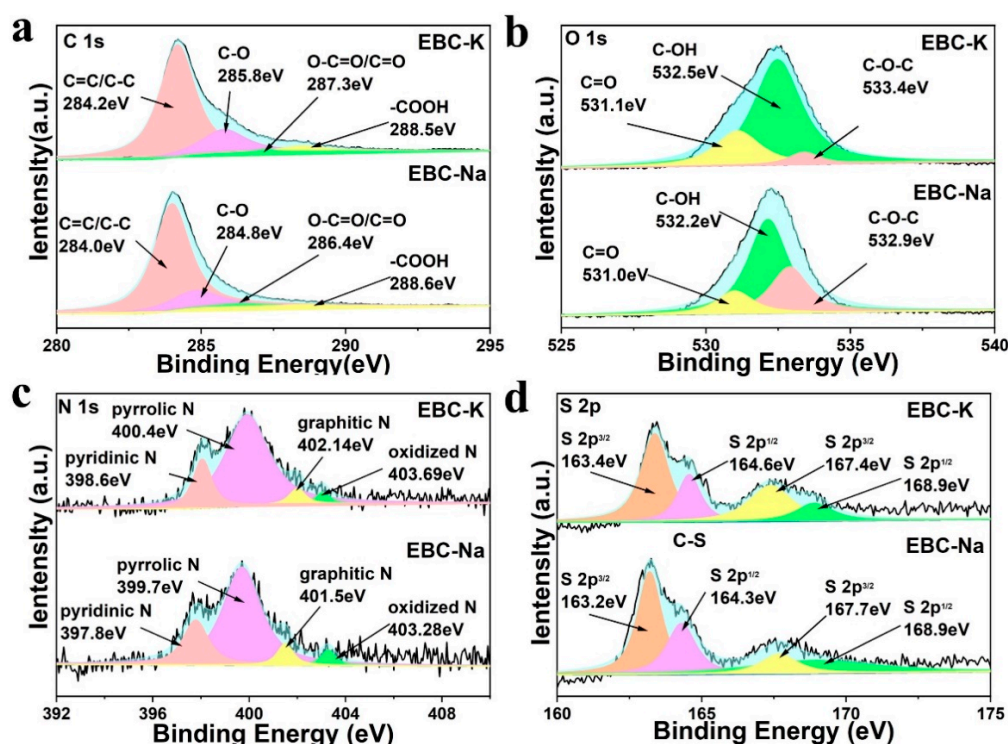 a
C 1s
EBC-K
C=C/C-C
284.2eV
C-O
285.8eV
O-C=O/C=O
287.3eV
-COOH
288.5eV
EBC-Na
C=C/C-C
284.0eV
C-O
284.8eV
O-C=O/C=O
286.4eV
-COOH
288.6eV
Ientensity(a.u.)
280 285 290 295
Binding Energy(eV)
b
O 1s
EBC-K
C=O
531.1eV
C-OH
532.5eV
C-O-C
533.4eV
EBC-Na
C=O
531.0eV
C-OH
532.2eV
C-O-C
532.9eV
Ientensity(a.u.)
525 530 535 540
Binding Energy (eV)
c
N 1s
EBC-K
pyridinic N
398.6eV
pyrrolic N
400.4eV
graphitic N
402.14eV
oxidized N
403.69eV
EBC-Na
pyridinic N
397.8eV
pyrrolic N
399.7eV
graphitic N
401.5eV
oxidized N
403.28eV
Ientensity (a.u.)
392 396 400 404 408
Binding Energy (eV)
d
S 2p
EBC-K
S 2p3/2
163.4eV
S 2p1/2
164.6eV
S 2p3/2
167.4eV
S 2p1/2
168.9eV
C-S
EBC-Na
S 2p3/2
163.2eV
S 2p1/2
164.3eV
S 2p3/2
167.7eV
S 2p1/2
168.9eV
Ientensity (a.u.)
160 165 170 175
Binding Energy (eV)